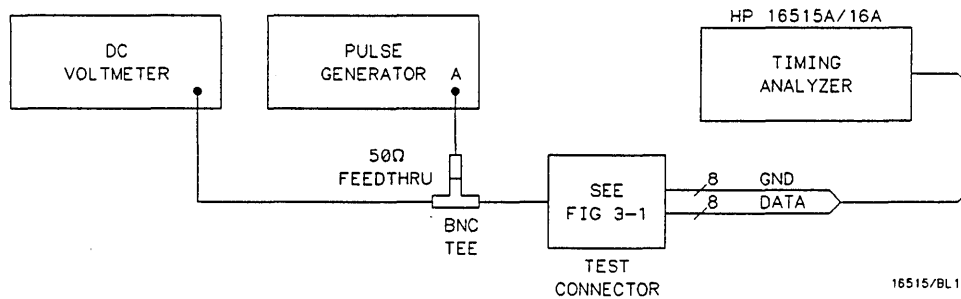 HP 16515A/16A
DC
VOLTMETER
PULSE
GENERATOR
A
TIMING
ANALYZER
50Ω
FEEDTHRU
BNC
TEE
SEE
FIG 3-1
TEST
CONNECTOR
8 GND
8 DATA
16515/BL1